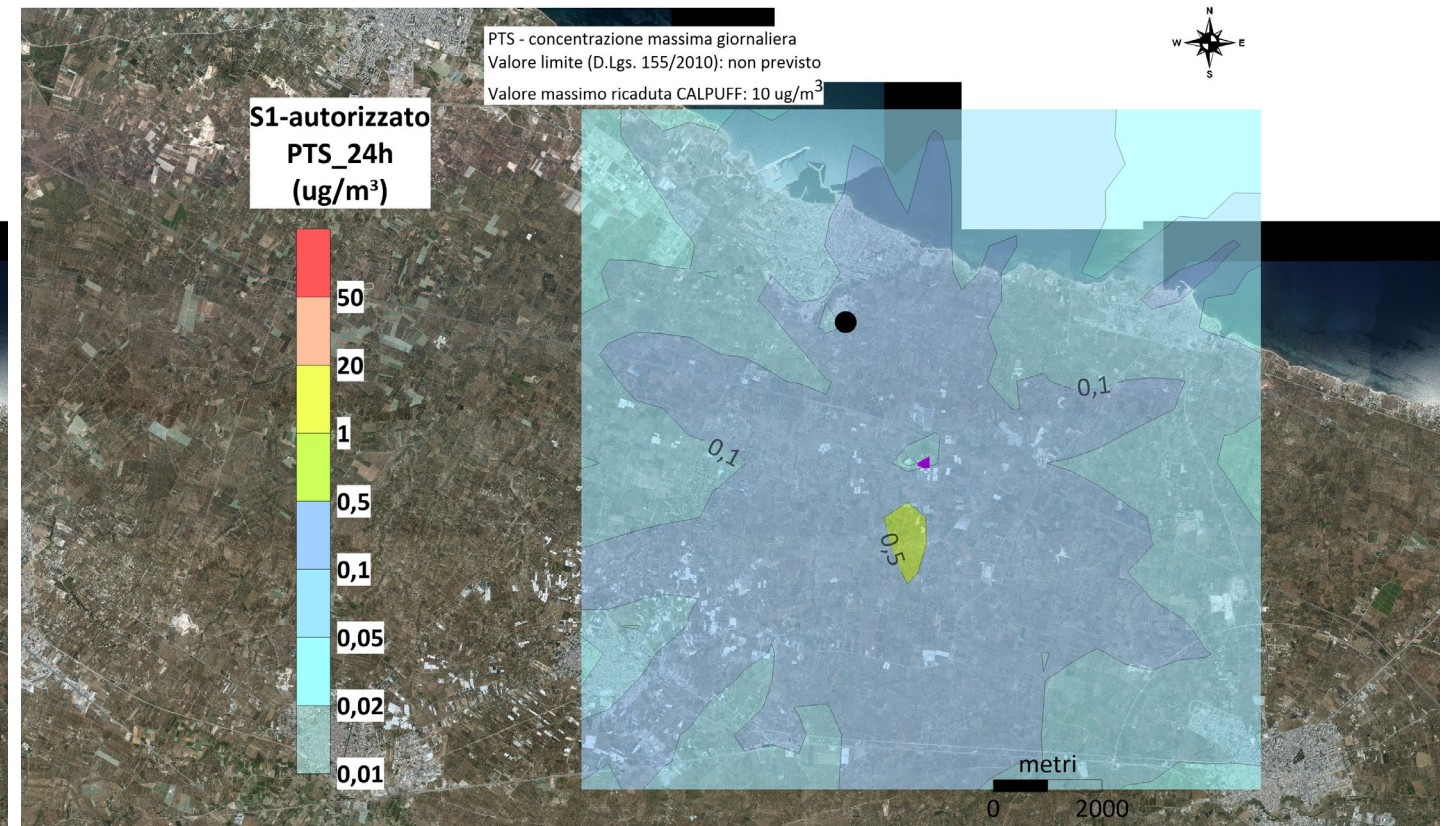 PTS - concentrazione massima giornaliera
Valore limite (D.Lgs. 155/2010): non previsto
Valore massimo ricaduta CALPUFF: 10 ug/m³
N
W E
S
S1-autorizzato
PTS_24h
(ug/m³)
50
20
1
0,5
0,1
0,05
0,02
0,01
0,1
0,1
0,5
metri
0 2000